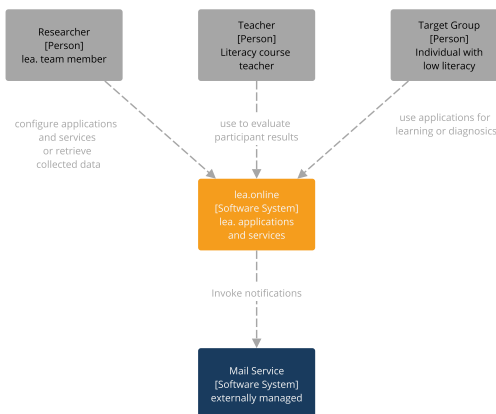 Researcher
[Person]
lea. team member
Teacher
[Person]
Literacy course
teacher
Target Group
[Person]
Individual with
low literacy
configure applications
and services
or retrieve
collected data
use to evaluate
participant results
use applications for
learning or diagnostics
lea.online
[Software System]
lea. applications
and services
Invoke notifications
Mail Service
[Software System]
externally managed